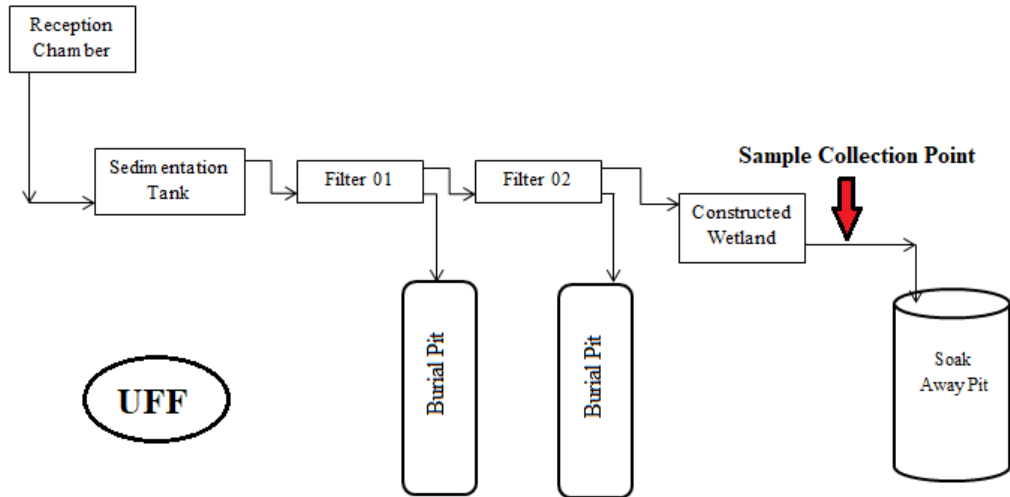 Reception
Chamber
Sedimentation
Tank
Filter 01
Filter 02
Sample Collection Point
Constructed
Wetland
Burial Pit
Burial Pit
Soak
Away Pit
UFF